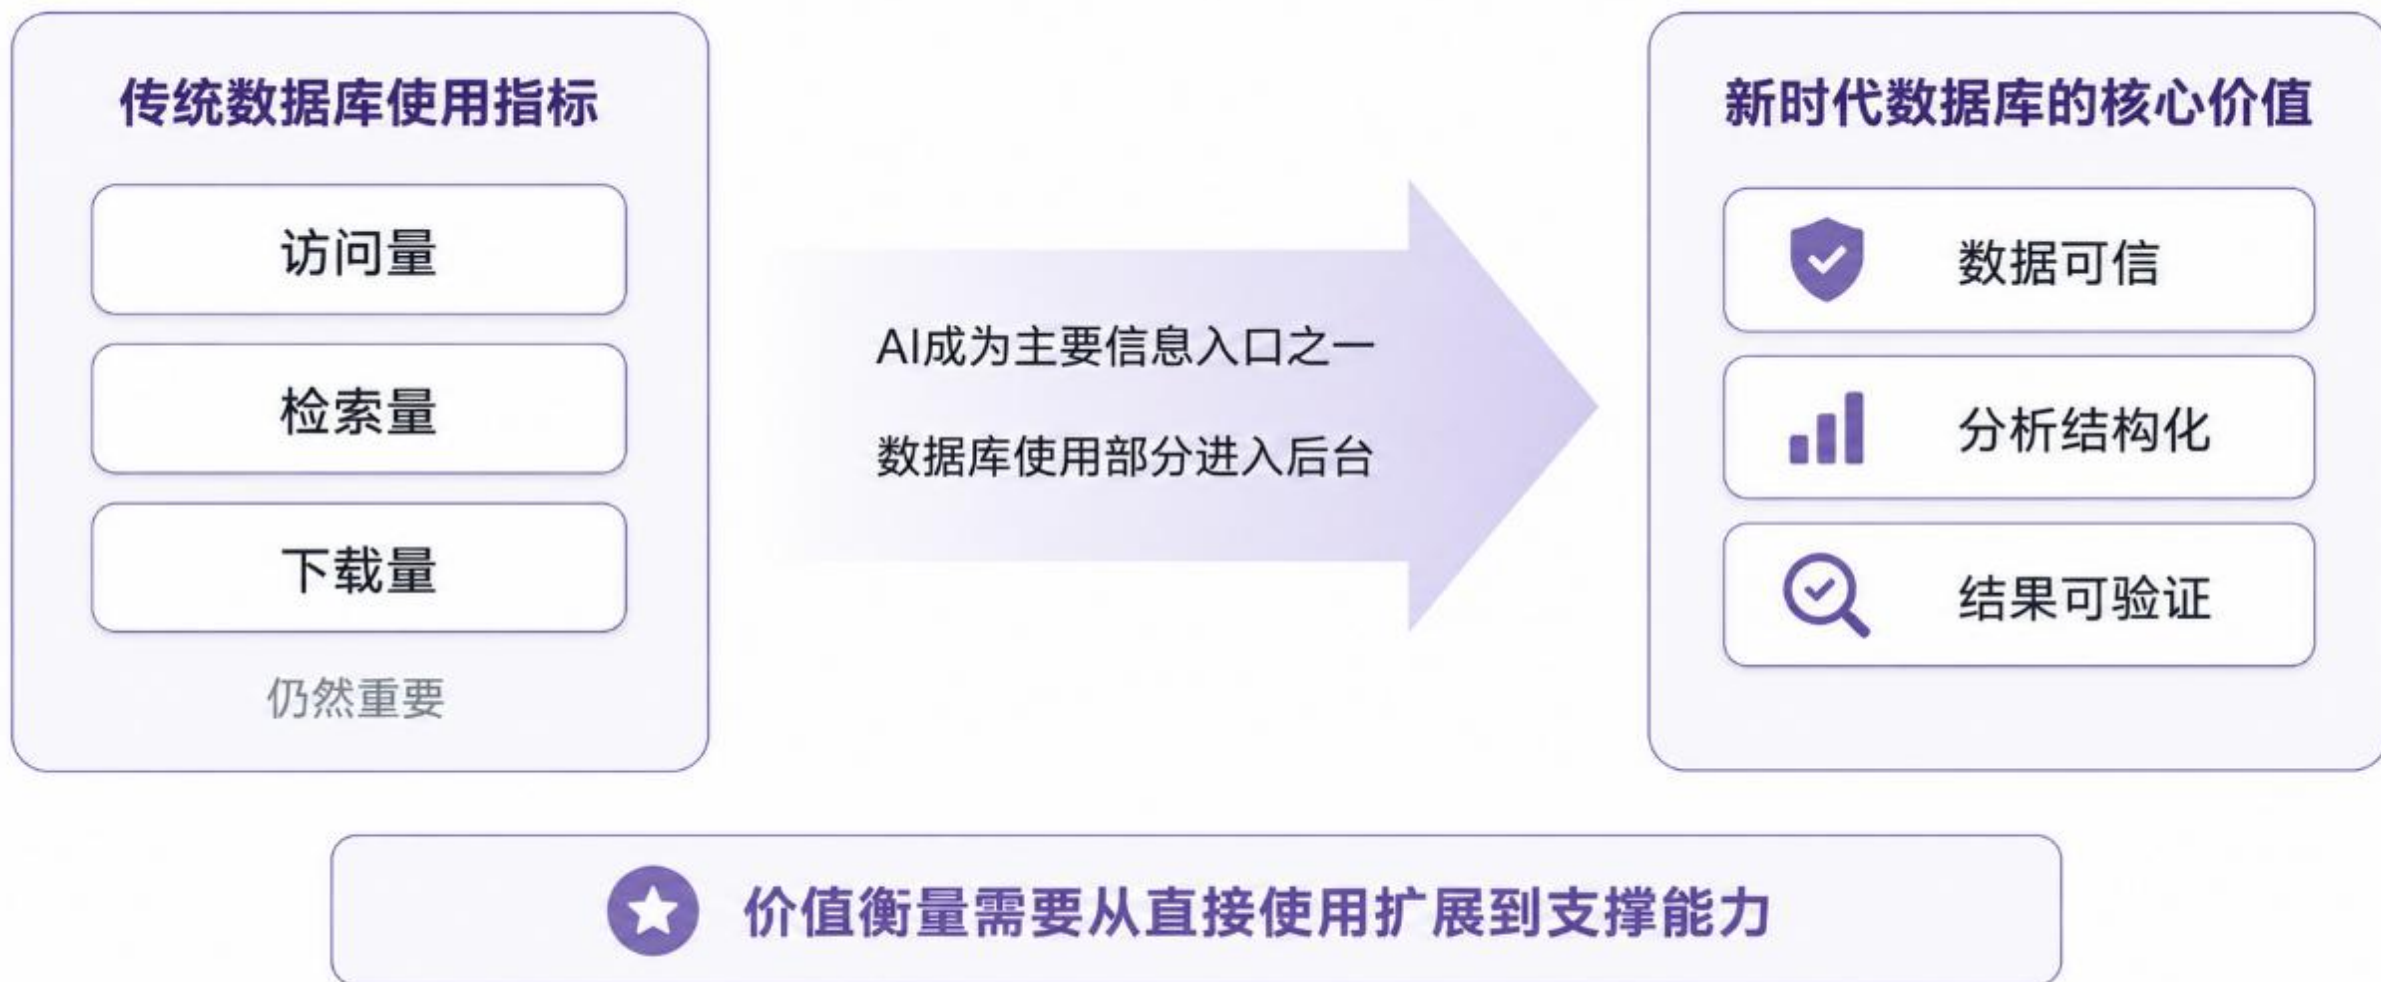 传统数据库使用指标
访问量
检索量
下载量
仍然重要
AI成为主要信息入口之一
数据库使用部分进入后台
新时代数据库的核心价值
数据可信
分析结构化
结果可验证
价值衡量需要从直接使用扩展到支撑能力